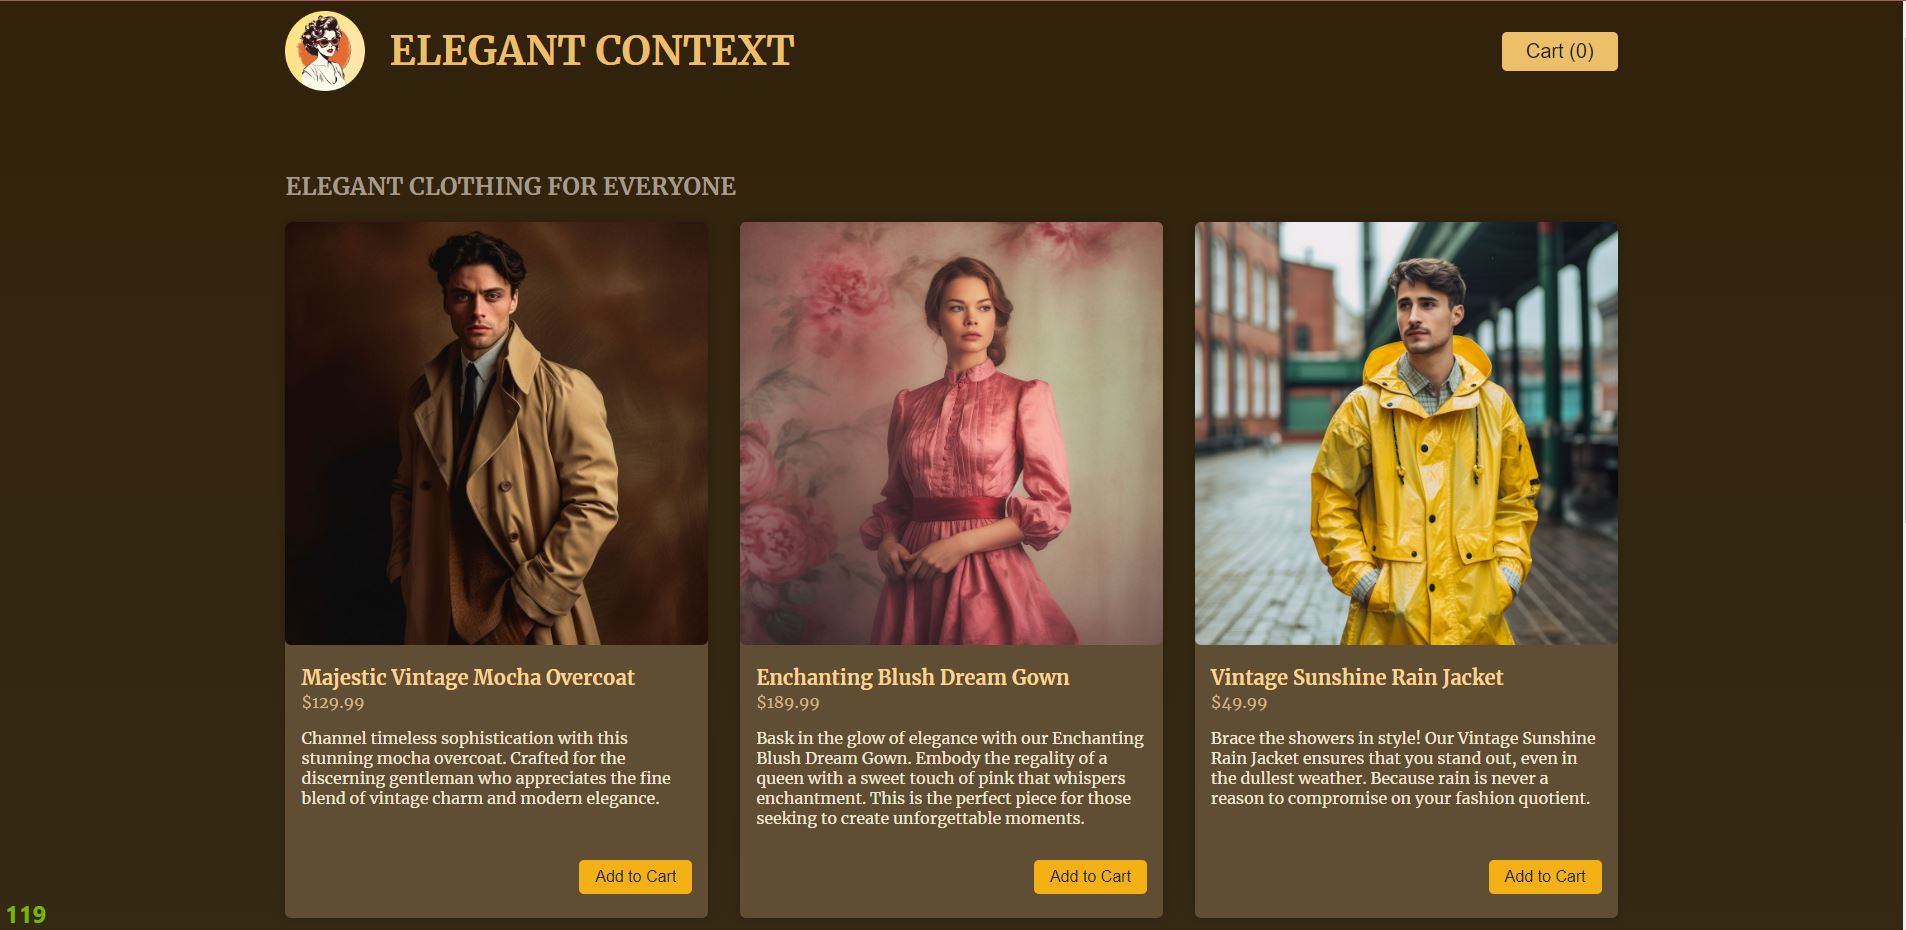 ELEGANT CONTEXT
Cart (0)
ELEGANT CLOTHING FOR EVERYONE
Majestic Vintage Mocha Overcoat
$129.99
Channel timeless sophistication with this
stunning mocha overcoat. Crafted for the
discerning gentleman who appreciates the fine
blend of vintage charm and modern elegance.
Add to Cart
Enchanting Blush Dream Gown
$189.99
Bask in the glow of elegance with our Enchanting
Blush Dream Gown. Embody the regality of a
queen with a sweet touch of pink that whispers
enchantment. This is the perfect piece for those
seeking to create unforgettable moments.
Add to Cart
Vintage Sunshine Rain Jacket
$49.99
Brace the showers in style! Our Vintage Sunshine
Rain Jacket ensures that you stand out, even in
the dullest weather. Because rain is never a
reason to compromise on your fashion quotient.
Add to Cart
119